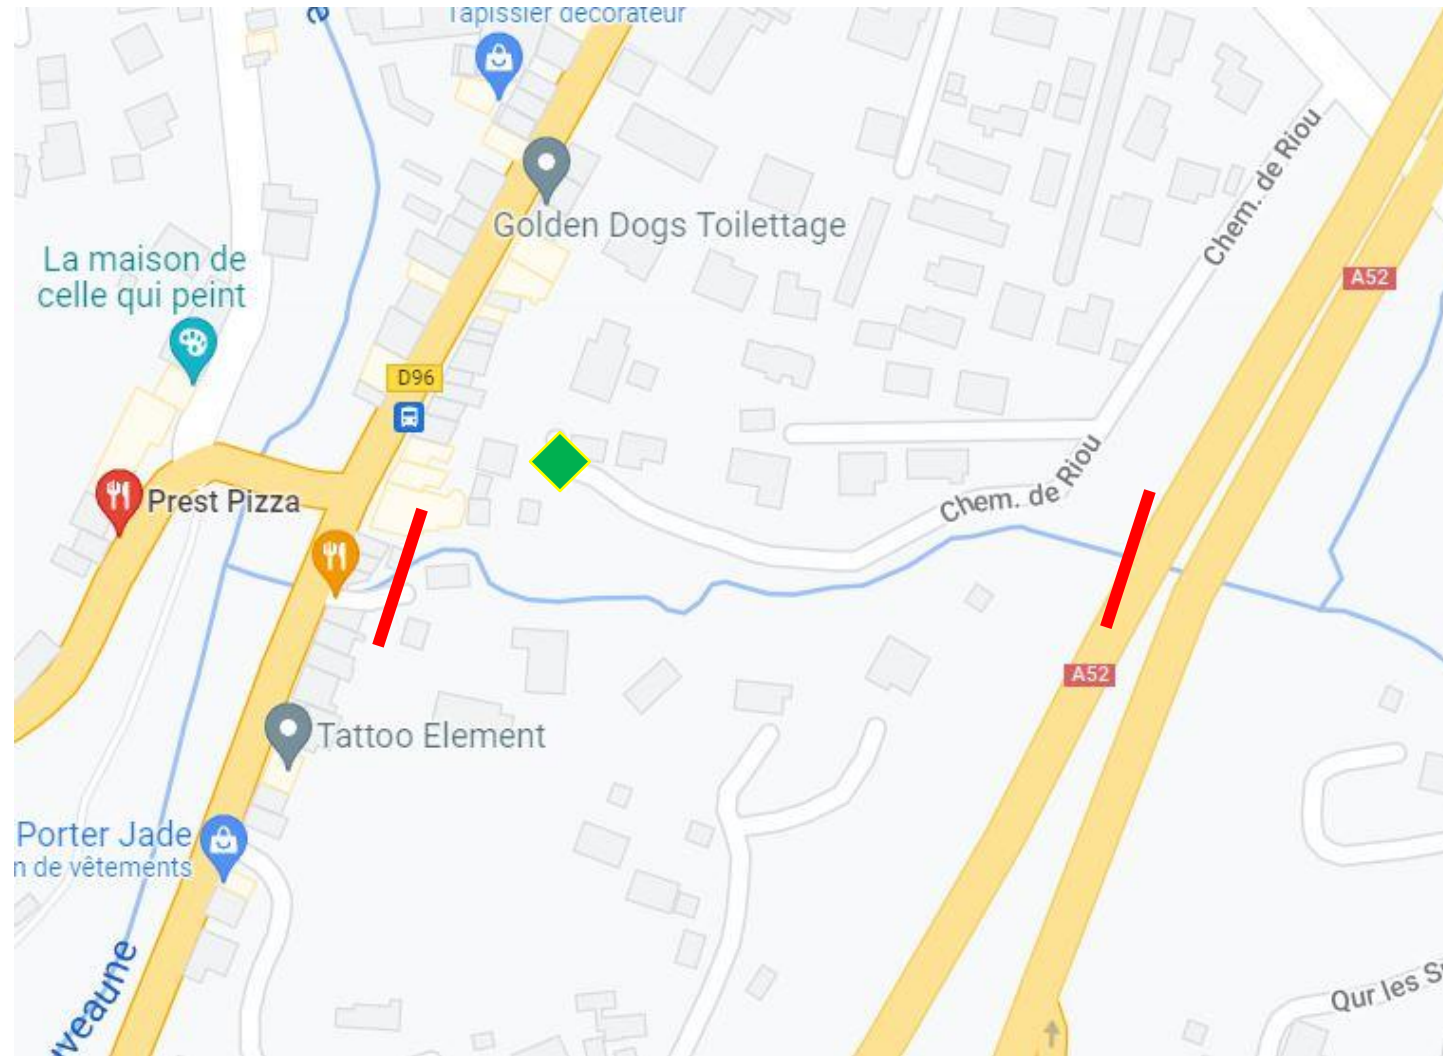 Tapissier décorateur
Golden Dogs Toilettage
Chem. de Riou
La maison de
celle qui peint
A52
D96
Chem. de Riou
Prest Pizza
A52
Tattoo Element
Porter Jade
n de vêtements
uveaune
Qur les S